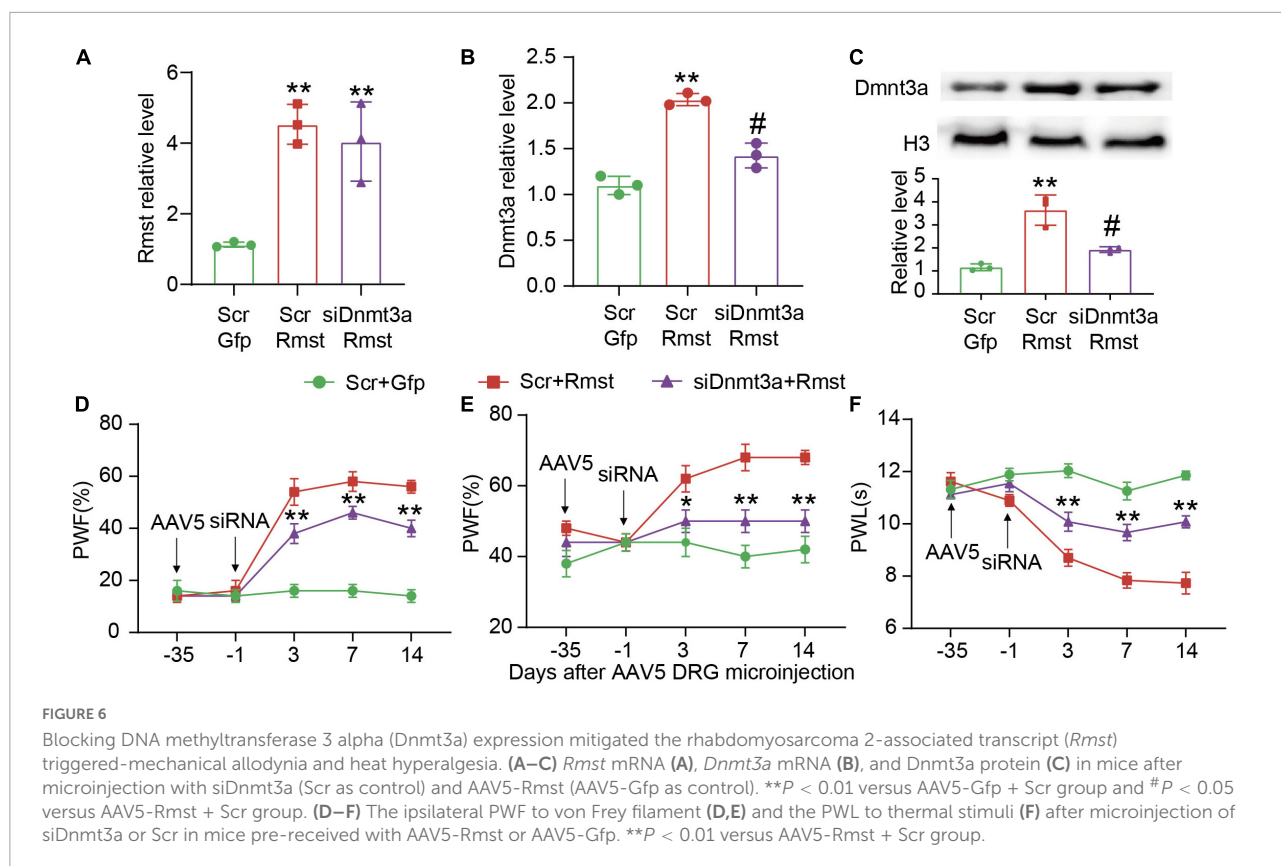 A
Rmst relative level
6
4
2
0
**
**
Scr Gfp
Scr Rmst
siDnmt3a Rmst
B
Dnmt3a relative level
2.5
2.0
1.5
1.0
0.5
0.0
**
#
Scr Gfp
Scr Rmst
siDnmt3a Rmst
C
Dmnt3a
H3
Relative level
5
4
3
2
1
0
**
#
Scr Gfp
Scr Rmst
siDnmt3a Rmst
Scr+Gfp
Scr+Rmst
siDnmt3a+Rmst
D
PWF(%)
80
60
40
20
0
AAV5
siRNA
**
**
**
-35 -1 3 7 14
E
PWF(%)
80
60
40
20
AAV5
siRNA
*
**
**
-35 -1 3 7 14
Days after AAV5 DRG microinjection
F
PWL(s)
14
12
10
8
6
AAV5
siRNA
**
**
**
-35 -1 3 7 14
FIGURE 6
Blocking DNA methyltransferase 3 alpha (Dnmt3a) expression mitigated the rhabdomyosarcoma 2-associated transcript (Rmst)
triggered-mechanical allodynia and heat hyperalgesia. (A–C) Rmst mRNA (A), Dnmt3a mRNA (B), and Dnmt3a protein (C) in mice after
microinjection with siDnmt3a (Scr as control) and AAV5-Rmst (AAV5-Gfp as control). **P < 0.01 versus AAV5-Gfp + Scr group and #P < 0.05
versus AAV5-Rmst + Scr group. (D–F) The ipsilateral PWF to von Frey filament (D,E) and the PWL to thermal stimuli (F) after microinjection of
siDnmt3a or Scr in mice pre-received with AAV5-Rmst or AAV5-Gfp. **P < 0.01 versus AAV5-Rmst + Scr group.